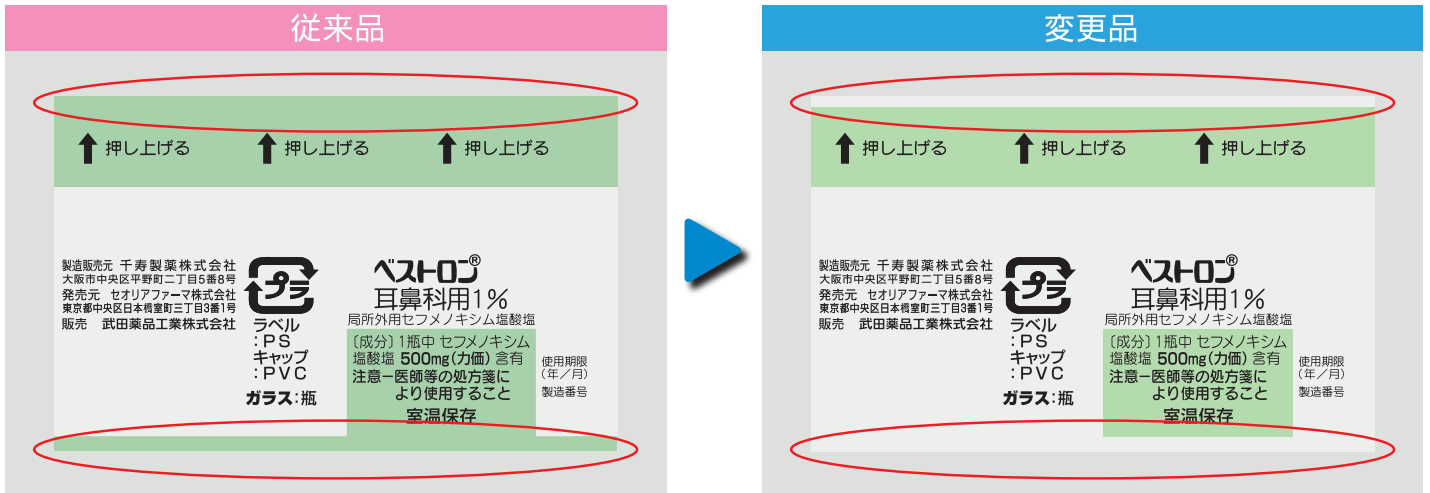 従来品
押し上げる 押し上げる 押し上げる
製造販売元 千寿製薬株式会社
大阪市中央区平野町二丁目5番8号
発売元 セオリアファーマ株式会社
東京都中央区日本橋室町三丁目3番1号
販売 武田薬品工業株式会社
プラ
ラベル
:PS
キャップ
:PVC
ガラス:瓶
ベストロン®
耳鼻科用1%
局所外用セフメノキシム塩酸塩
〔成分〕1瓶中 セフメノキシム
塩酸塩 500mg(力価)含有
注意－医師等の処方箋に
より使用すること
室温保存
使用期限
(年／月)
製造番号
変更品
押し上げる 押し上げる 押し上げる
製造販売元 千寿製薬株式会社
大阪市中央区平野町二丁目5番8号
発売元 セオリアファーマ株式会社
東京都中央区日本橋室町三丁目3番1号
販売 武田薬品工業株式会社
プラ
ラベル
:PS
キャップ
:PVC
ガラス:瓶
ベストロン®
耳鼻科用1%
局所外用セフメノキシム塩酸塩
〔成分〕1瓶中 セフメノキシム
塩酸塩 500mg(力価)含有
注意－医師等の処方箋に
より使用すること
室温保存
使用期限
(年／月)
製造番号